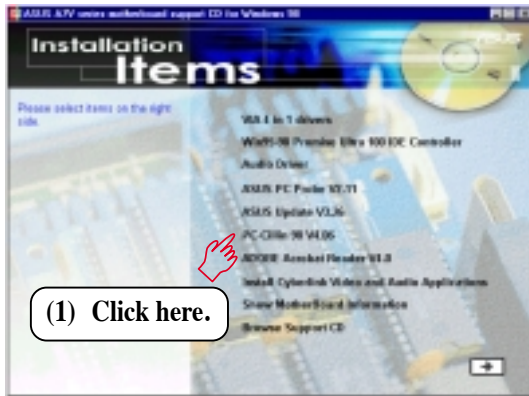 ASUS A7V series motherboard support CD for Windows 98
Installation
Items
Please select items on the right
side.
VIA 4 in 1 drivers
Win95-98 Promise Ultra 100 IDE Controller
Audio Driver
ASUS PC Probe V2.11
ASUS Update V3.26
PC-Cillin 98 V4.06
ADOBE Acrobat Reader V4.0
Install Cyberlink Video and Audio Applications
Show Motherboard Information
Browse Support CD
(1) Click here.